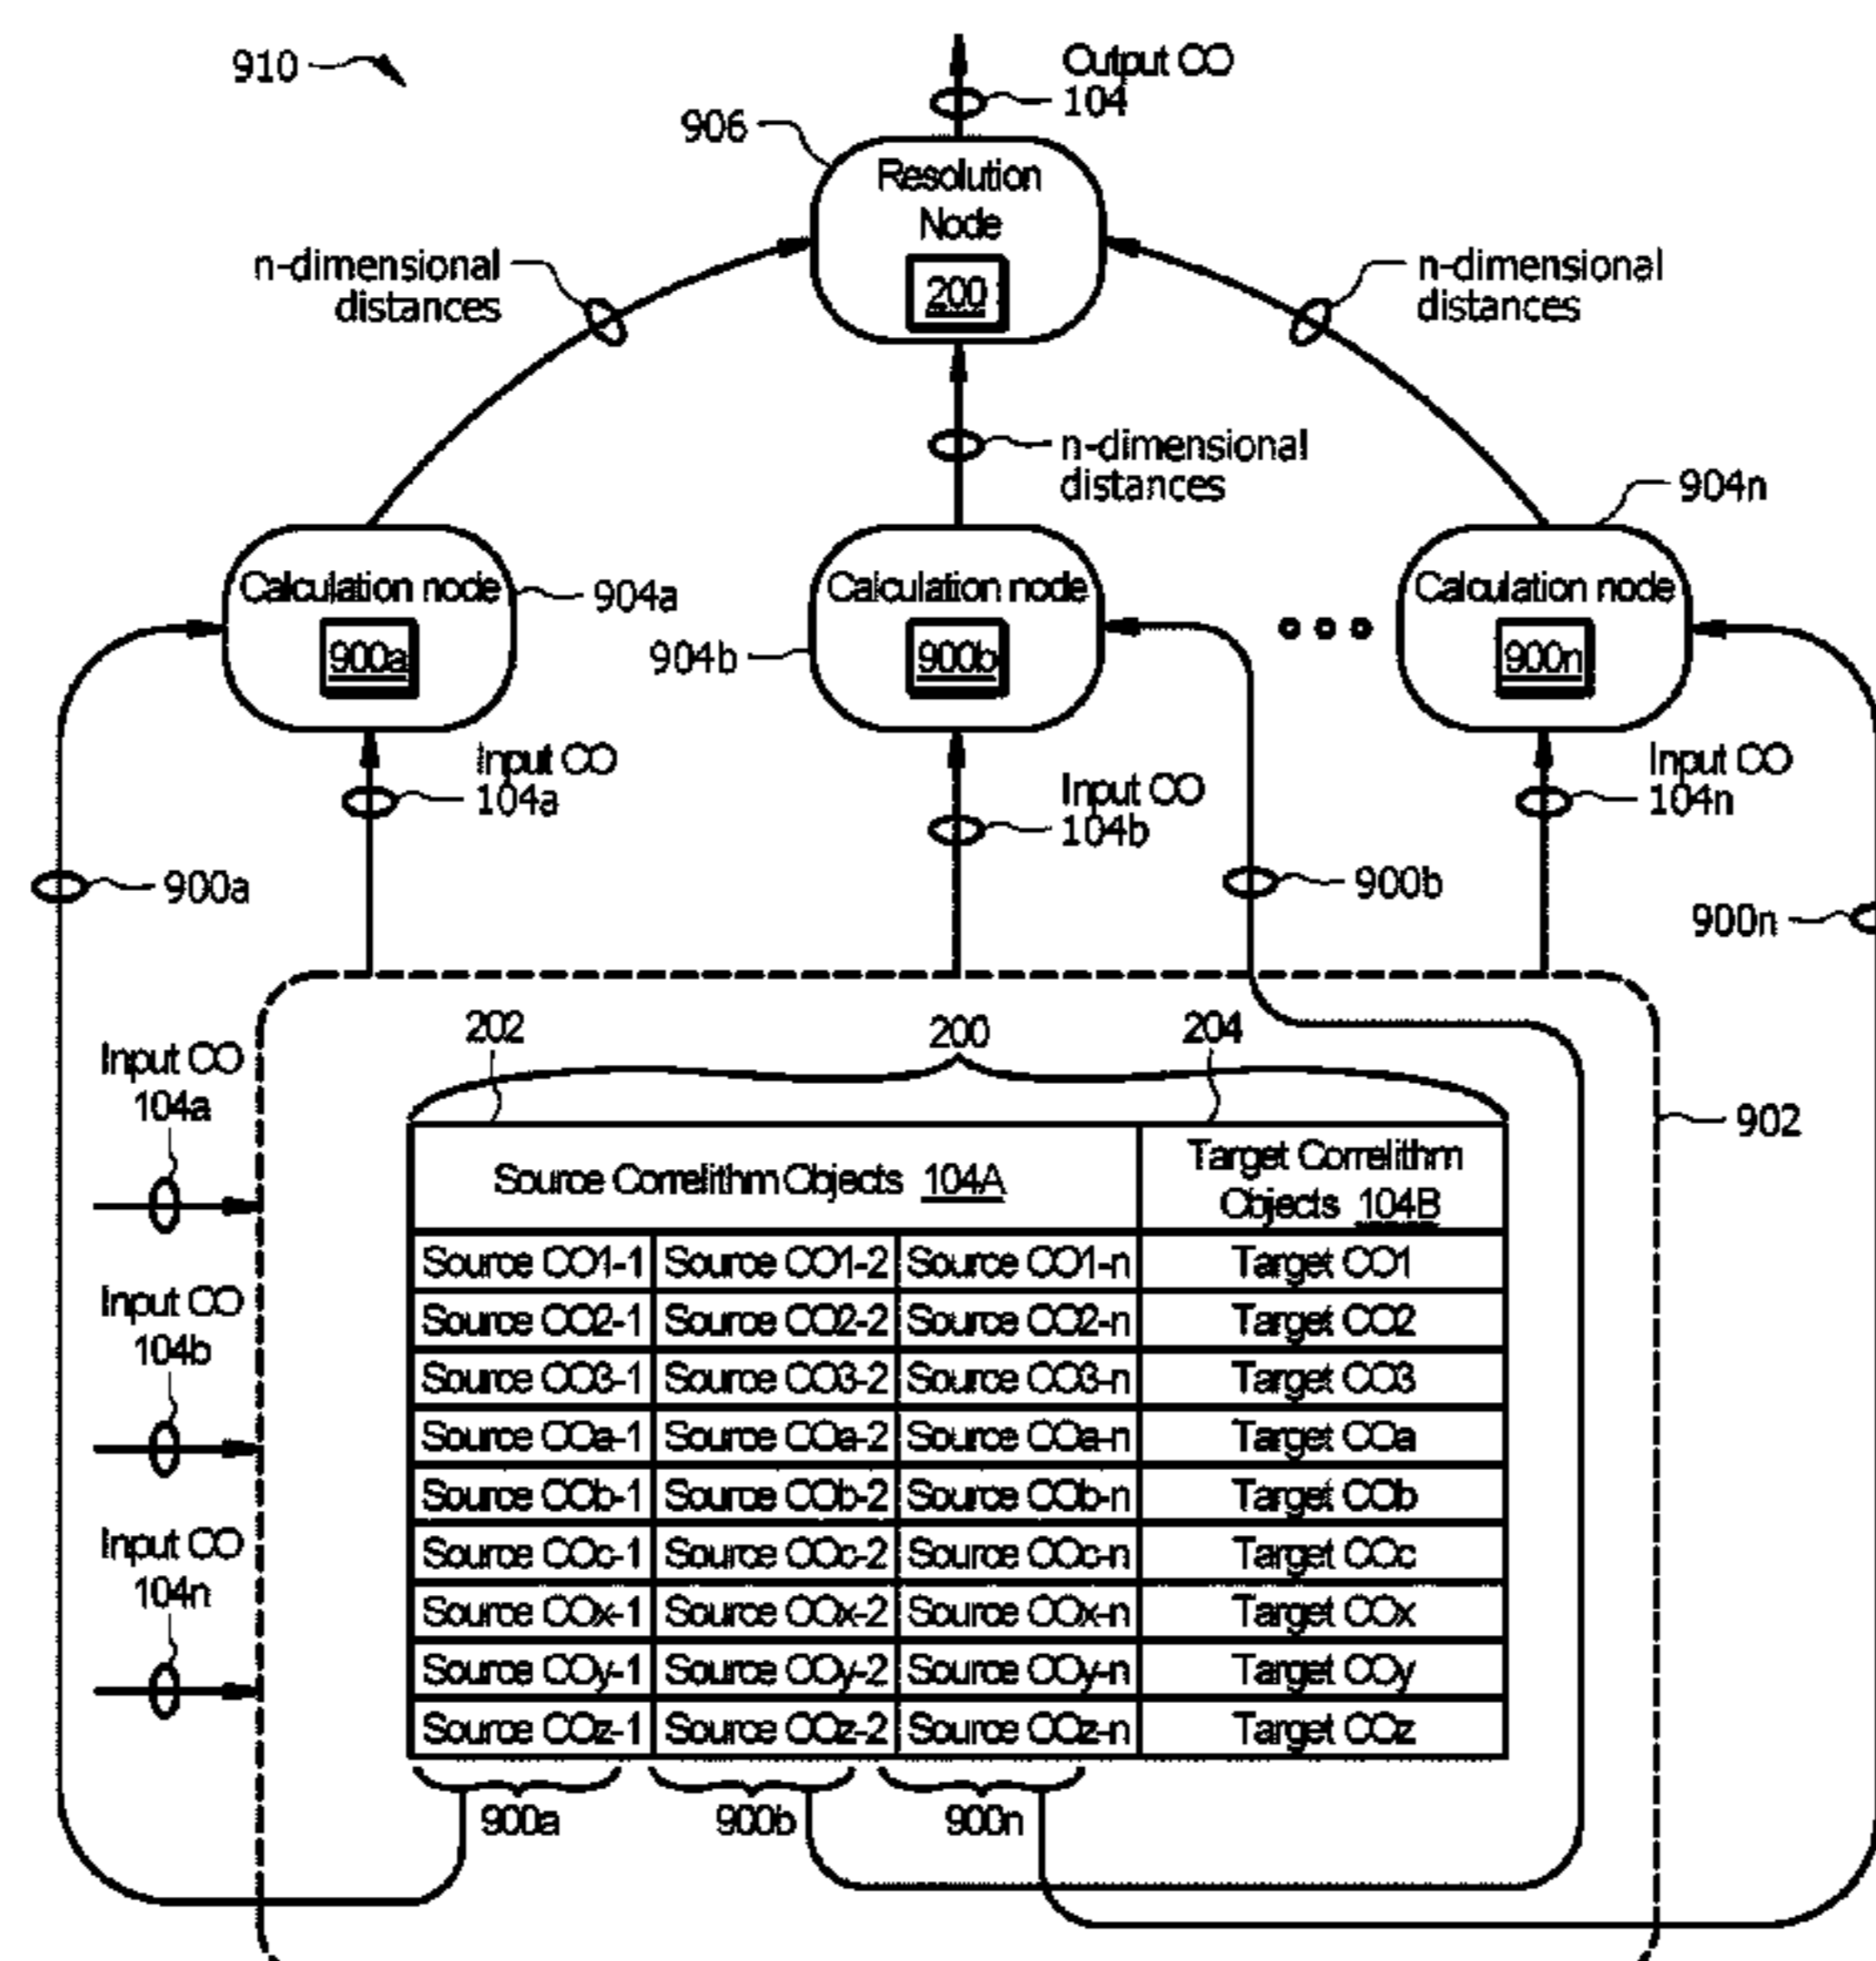 910
Output CO
104
906
Resolution
Node
200
n-dimensional
distances
n-dimensional
distances
n-dimensional
distances
904n
Calculation node
900a
904a
904b
Calculation node
900b
Calculation node
900n
Input CO
104a
Input CO
104b
Input CO
104n
900a
900b
900n
202
200
204
902
Input CO
104a
Input CO
104b
Input CO
104n
Source Correlithm Objects 104A
Target Correlithm
Objects 104B
Source CO1-1 Source CO1-2 Source CO1-n Target CO1
Source CO2-1 Source CO2-2 Source CO2-n Target CO2
Source CO3-1 Source CO3-2 Source CO3-n Target CO3
Source COa-1 Source COa-2 Source COa-n Target COa
Source COb-1 Source COb-2 Source COb-n Target COb
Source COc-1 Source COc-2 Source COc-n Target COc
Source COx-1 Source COx-2 Source COx-n Target COx
Source COy-1 Source COy-2 Source COy-n Target COy
Source COz-1 Source COz-2 Source COz-n Target COz
900a
900b
900n